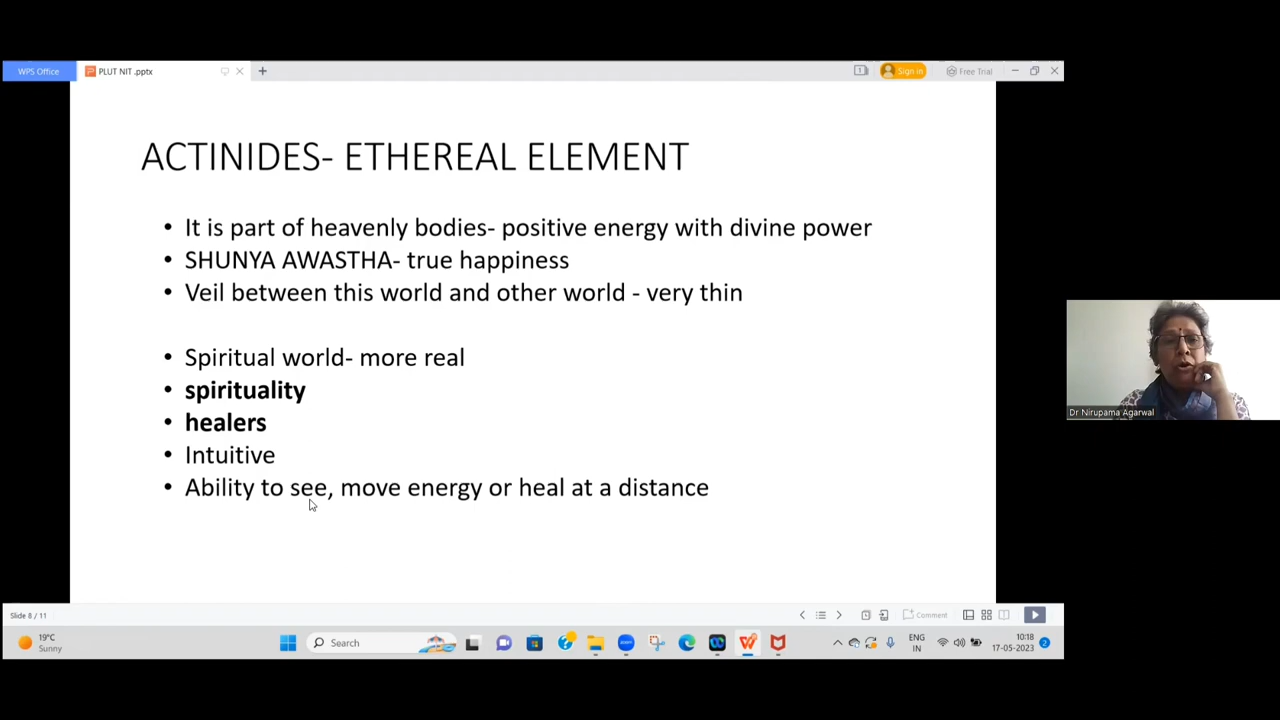 WPS Office
PLUT NIT .pptx
Sign in
Free Trial
ACTINIDES- ETHEREAL ELEMENT
• It is part of heavenly bodies- positive energy with divine power
• SHUNYA AWASTHA- true happiness
• Veil between this world and other world - very thin
• Spiritual world- more real
• spirituality
• healers
• Intuitive
• Ability to see, move energy or heal at a distance
Dr Nirupama Agarwal
Slide 8 / 11
Comment
19°C
Sunny
Search
ENG
IN
10:18
17-05-2023
2